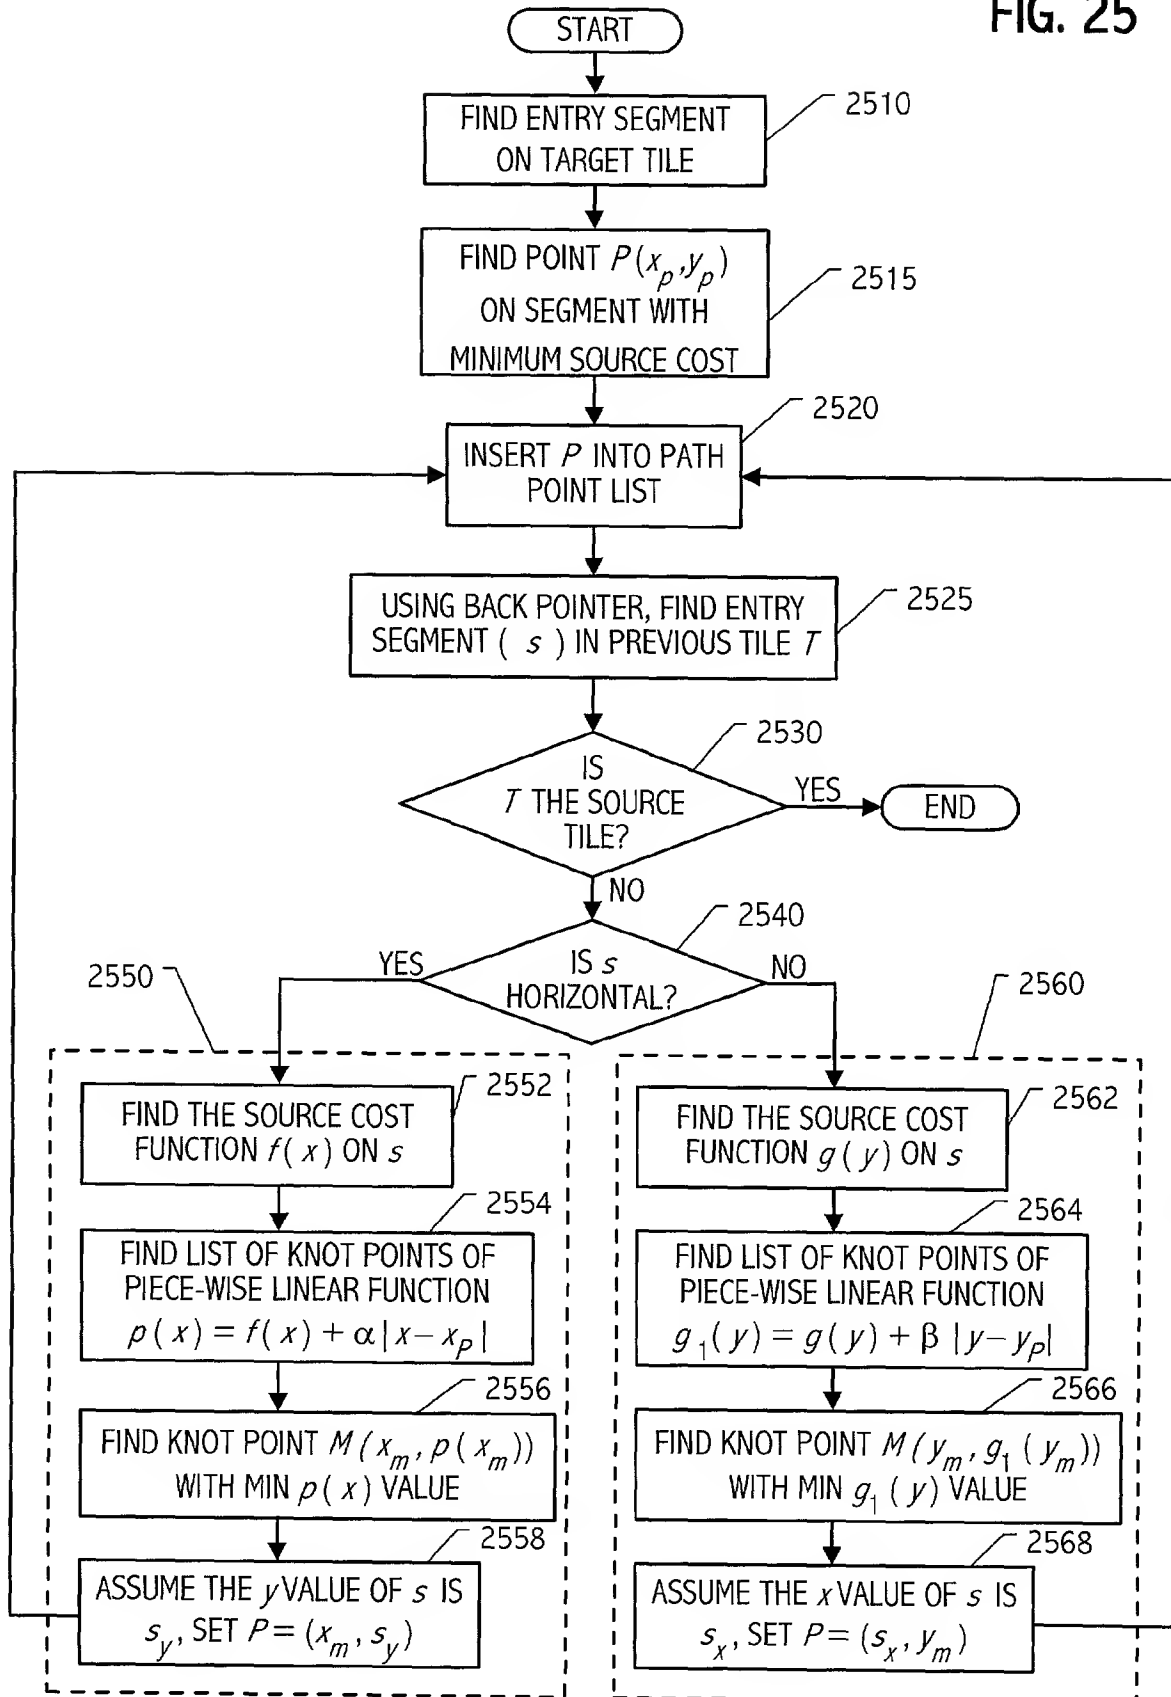 FIG. 25
START
2510
FIND ENTRY SEGMENT
ON TARGET TILE
2515
FIND POINT P(x_p,y_p)
ON SEGMENT WITH
MINIMUM SOURCE COST
2520
INSERT P INTO PATH
POINT LIST
2525
USING BACK POINTER, FIND ENTRY
SEGMENT ( s ) IN PREVIOUS TILE T
2530
IS
T THE SOURCE
TILE?
YES
END
NO
2540
IS s
HORIZONTAL?
YES
NO
2550
2560
2552
FIND THE SOURCE COST
FUNCTION f( x ) ON s
2554
FIND LIST OF KNOT POINTS OF
PIECE-WISE LINEAR FUNCTION
p( x ) = f( x ) + α|x-x_P|
2556
FIND KNOT POINT M(x_m, p(x_m))
WITH MIN p(x) VALUE
2558
ASSUME THE y VALUE OF s IS
s_y, SET P = (x_m, s_y)
2562
FIND THE SOURCE COST
FUNCTION g( y ) ON s
2564
FIND LIST OF KNOT POINTS OF
PIECE-WISE LINEAR FUNCTION
g_1(y) = g(y) + β |y-y_P|
2566
FIND KNOT POINT M(y_m, g_1 (y_m))
WITH MIN g_1 (y) VALUE
2568
ASSUME THE x VALUE OF s IS
s_x, SET P = (s_x, y_m)